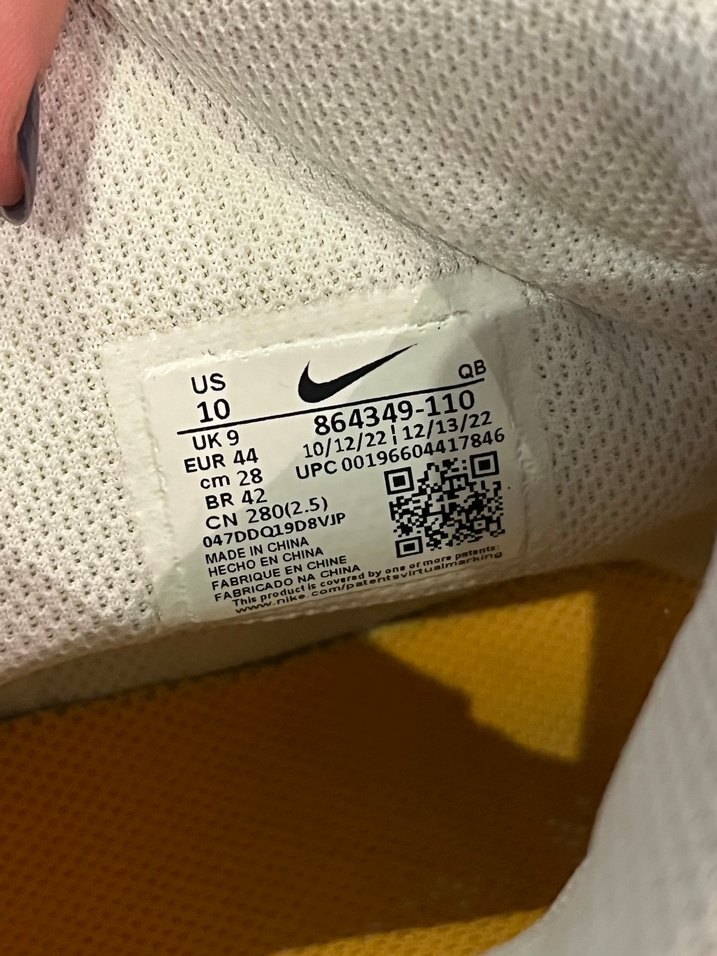 US
10
QB
864349-110
10/12/22 | 12/13/22
UPC 00196604417846
UK 9
EUR 44
cm 28
BR 42
CN 280(2.5)
047DDQ19D8VJP
MADE IN CHINA
HECHO EN CHINA
FABRIQUE EN CHINE
FABRICADO NA CHINA
This product is covered by one or more patents:
www.nike.com/patentsvirtualmarking